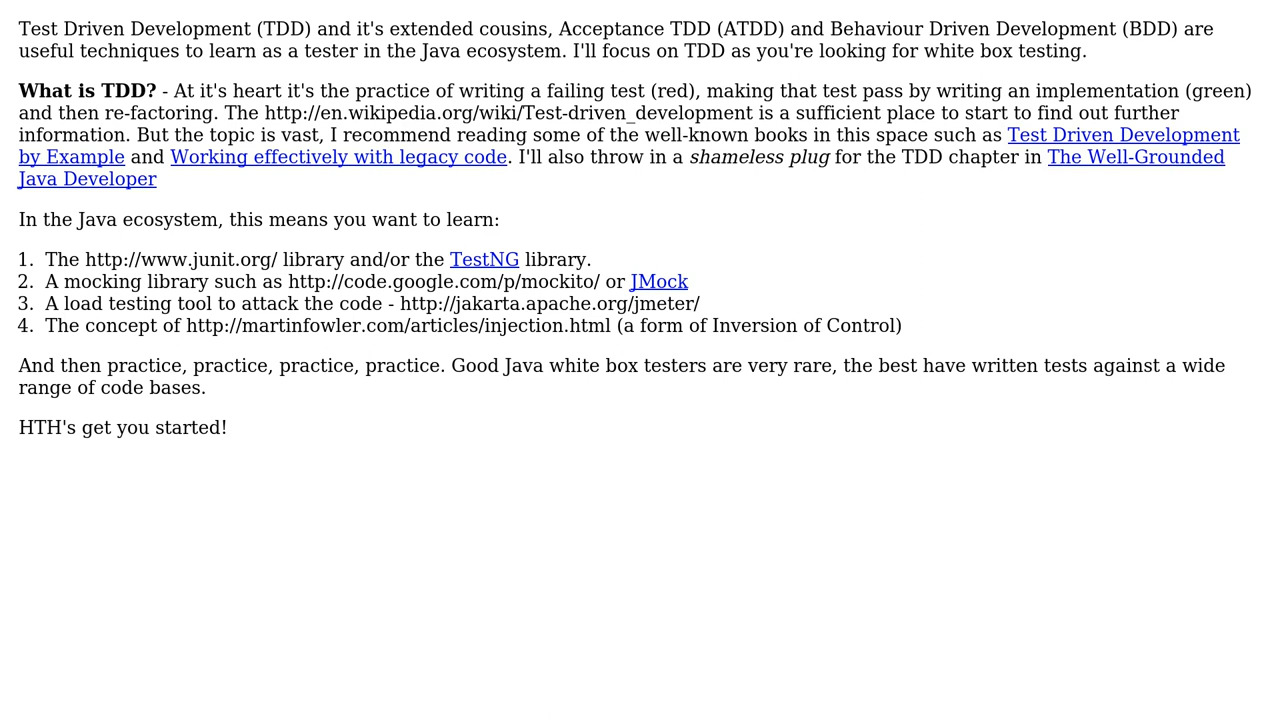 Test Driven Development (TDD) and it's extended cousins, Acceptance TDD (ATDD) and Behaviour Driven Development (BDD) are
useful techniques to learn as a tester in the Java ecosystem. I'll focus on TDD as you're looking for white box testing.
What is TDD? - At it's heart it's the practice of writing a failing test (red), making that test pass by writing an implementation (green)
and then re-factoring. The http://en.wikipedia.org/wiki/Test-driven_development is a sufficient place to start to find out further
information. But the topic is vast, I recommend reading some of the well-known books in this space such as Test Driven Development
by Example and Working effectively with legacy code. I'll also throw in a shameless plug for the TDD chapter in The Well-Grounded
Java Developer
In the Java ecosystem, this means you want to learn:
1. The http://www.junit.org/ library and/or the TestNG library.
2. A mocking library such as http://code.google.com/p/mockito/ or JMock
3. A load testing tool to attack the code - http://jakarta.apache.org/jmeter/
4. The concept of http://martinfowler.com/articles/injection.html (a form of Inversion of Control)
And then practice, practice, practice, practice. Good Java white box testers are very rare, the best have written tests against a wide
range of code bases.
HTH's get you started!